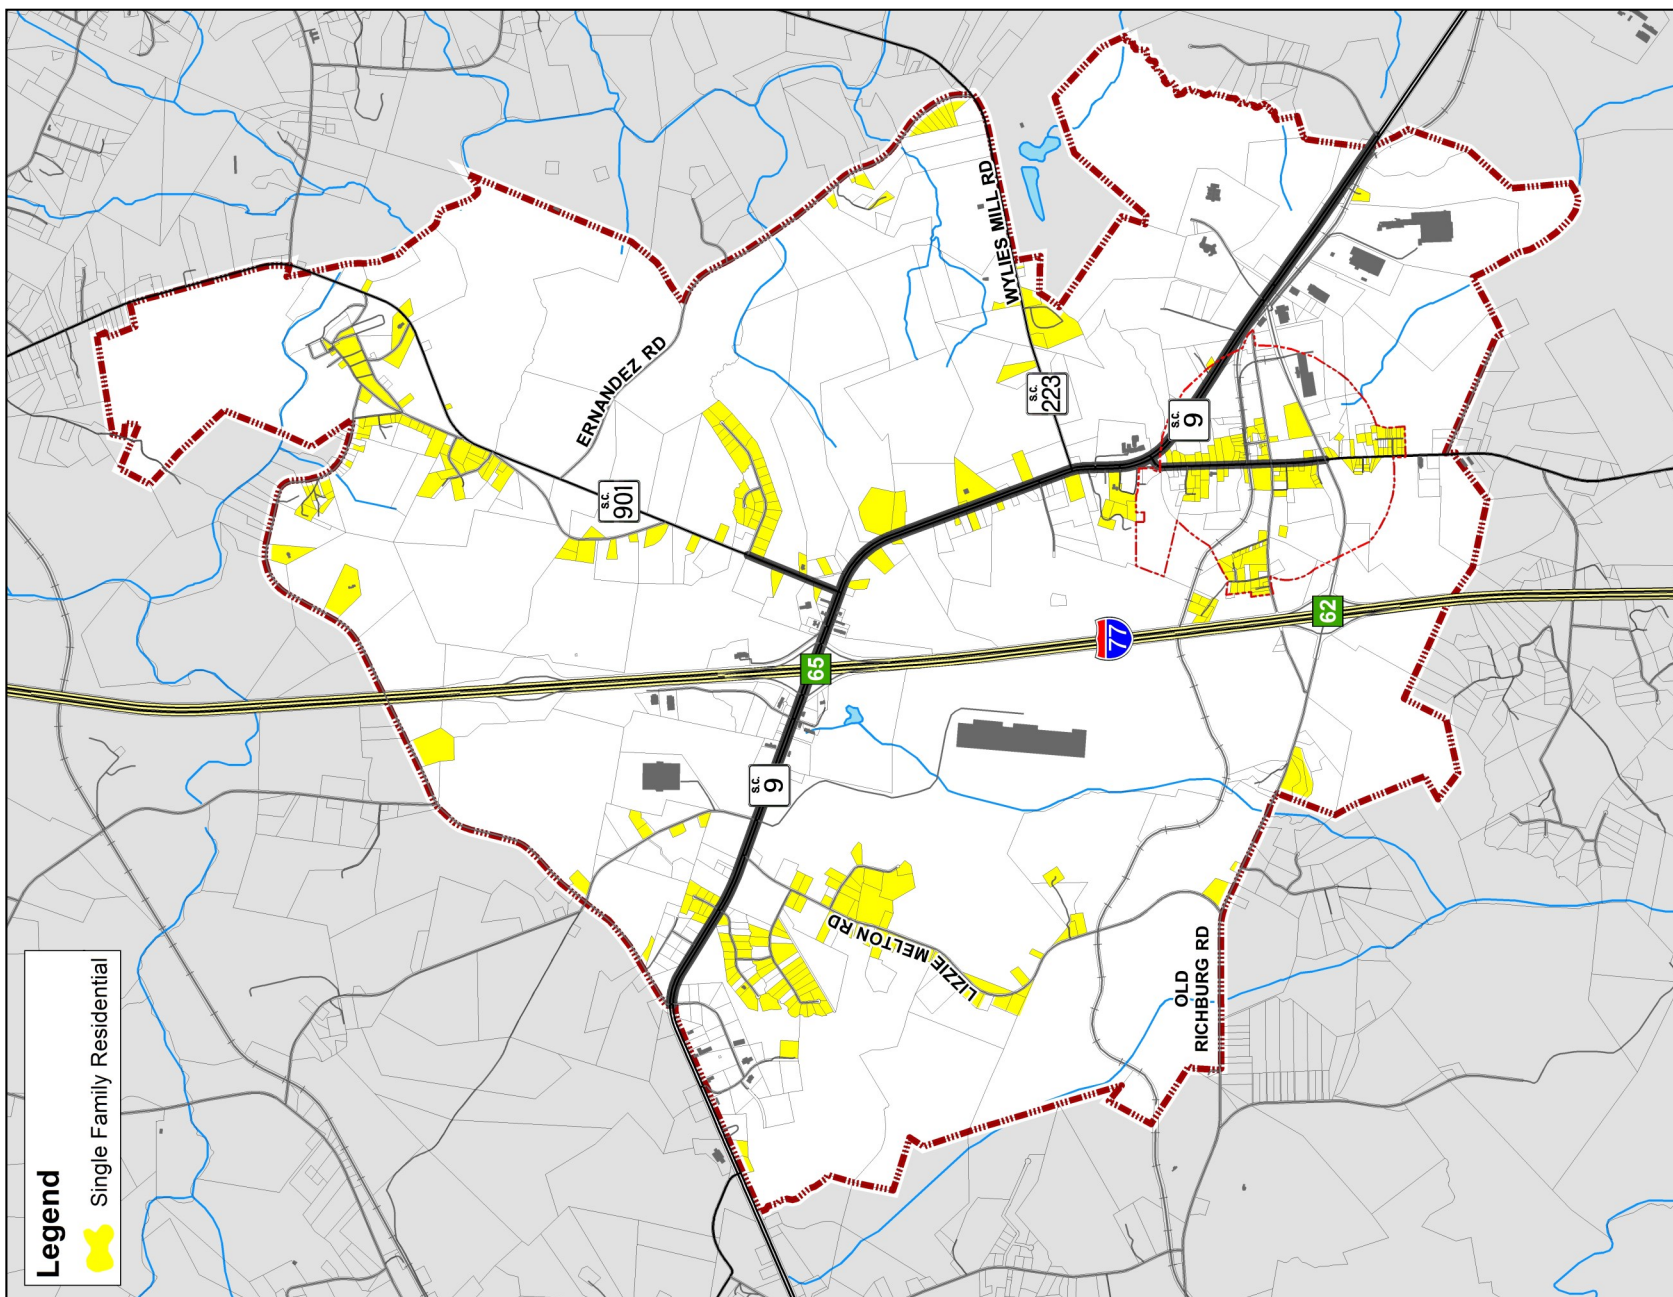 Legend
Single Family Residential
ERNANDEZ RD
WYLIES MILL RD
S.C.
901
S.C.
223
S.C.
9
65
77
62
S.C.
9
LIZZIE MELTON RD
OLD
RICHBURG RD